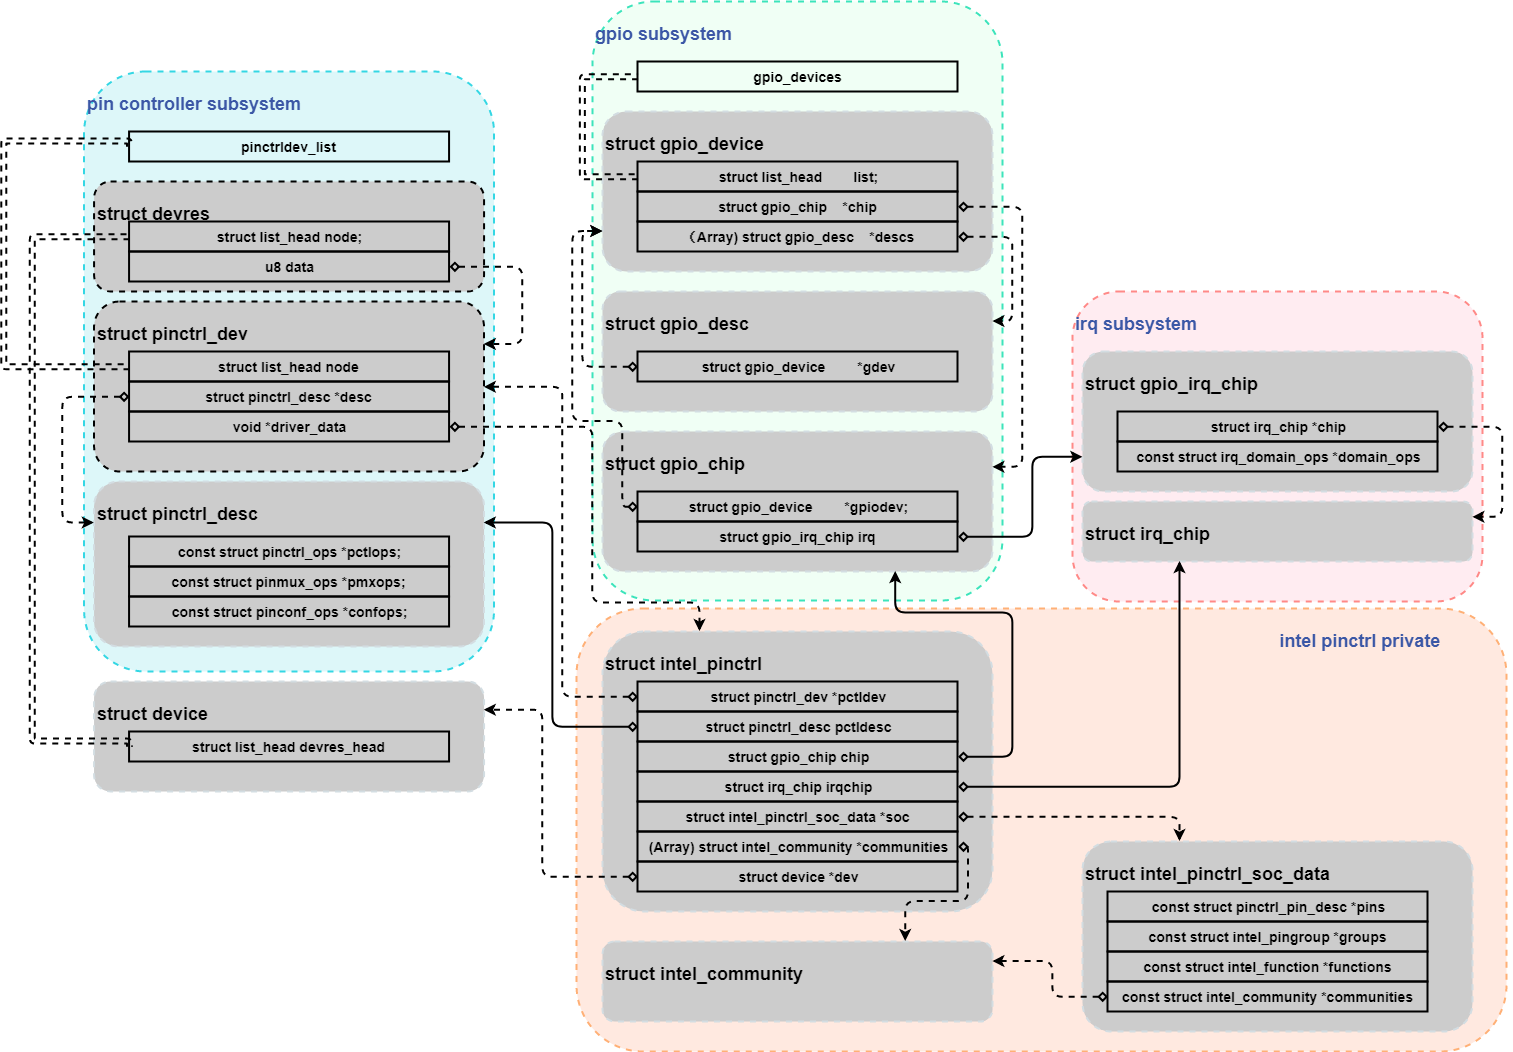 gpio subsystem
gpio_devices
struct gpio_device
struct list_head list;
struct gpio_chip *chip
（Array) struct gpio_desc *descs
struct gpio_desc
struct gpio_device *gdev
struct gpio_chip
struct gpio_device *gpiodev;
struct gpio_irq_chip irq
pin controller subsystem
pinctrldev_list
struct devres
struct list_head node;
u8 data
struct pinctrl_dev
struct list_head node
struct pinctrl_desc *desc
void *driver_data
struct pinctrl_desc
const struct pinctrl_ops *pctlops;
const struct pinmux_ops *pmxops;
const struct pinconf_ops *confops;
struct device
struct list_head devres_head
irq subsystem
struct gpio_irq_chip
struct irq_chip *chip
const struct irq_domain_ops *domain_ops
struct irq_chip
intel pinctrl private
struct intel_pinctrl
struct pinctrl_dev *pctldev
struct pinctrl_desc pctldesc
struct gpio_chip chip
struct irq_chip irqchip
struct intel_pinctrl_soc_data *soc
(Array) struct intel_community *communities
struct device *dev
struct intel_community
struct intel_pinctrl_soc_data
const struct pinctrl_pin_desc *pins
const struct intel_pingroup *groups
const struct intel_function *functions
const struct intel_community *communities